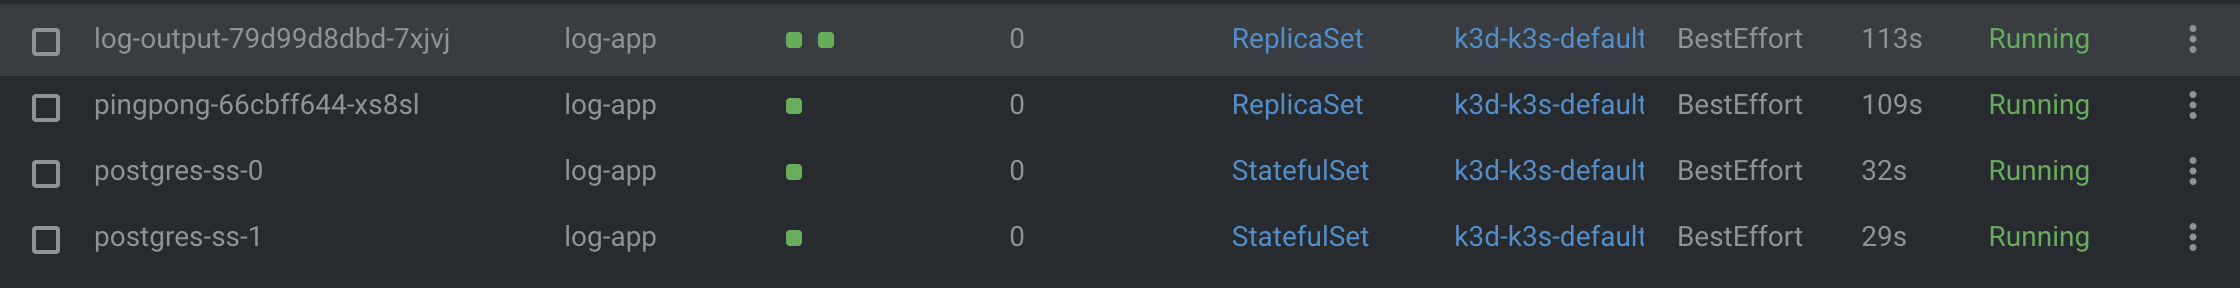 log-output-79d99d8dbd-7xjvj log-app 0 ReplicaSet k3d-k3s-default BestEffort 113s Running
pingpong-66cbff644-xs8sl log-app 0 ReplicaSet k3d-k3s-default BestEffort 109s Running
postgres-ss-0 log-app 0 StatefulSet k3d-k3s-default BestEffort 32s Running
postgres-ss-1 log-app 0 StatefulSet k3d-k3s-default BestEffort 29s Running